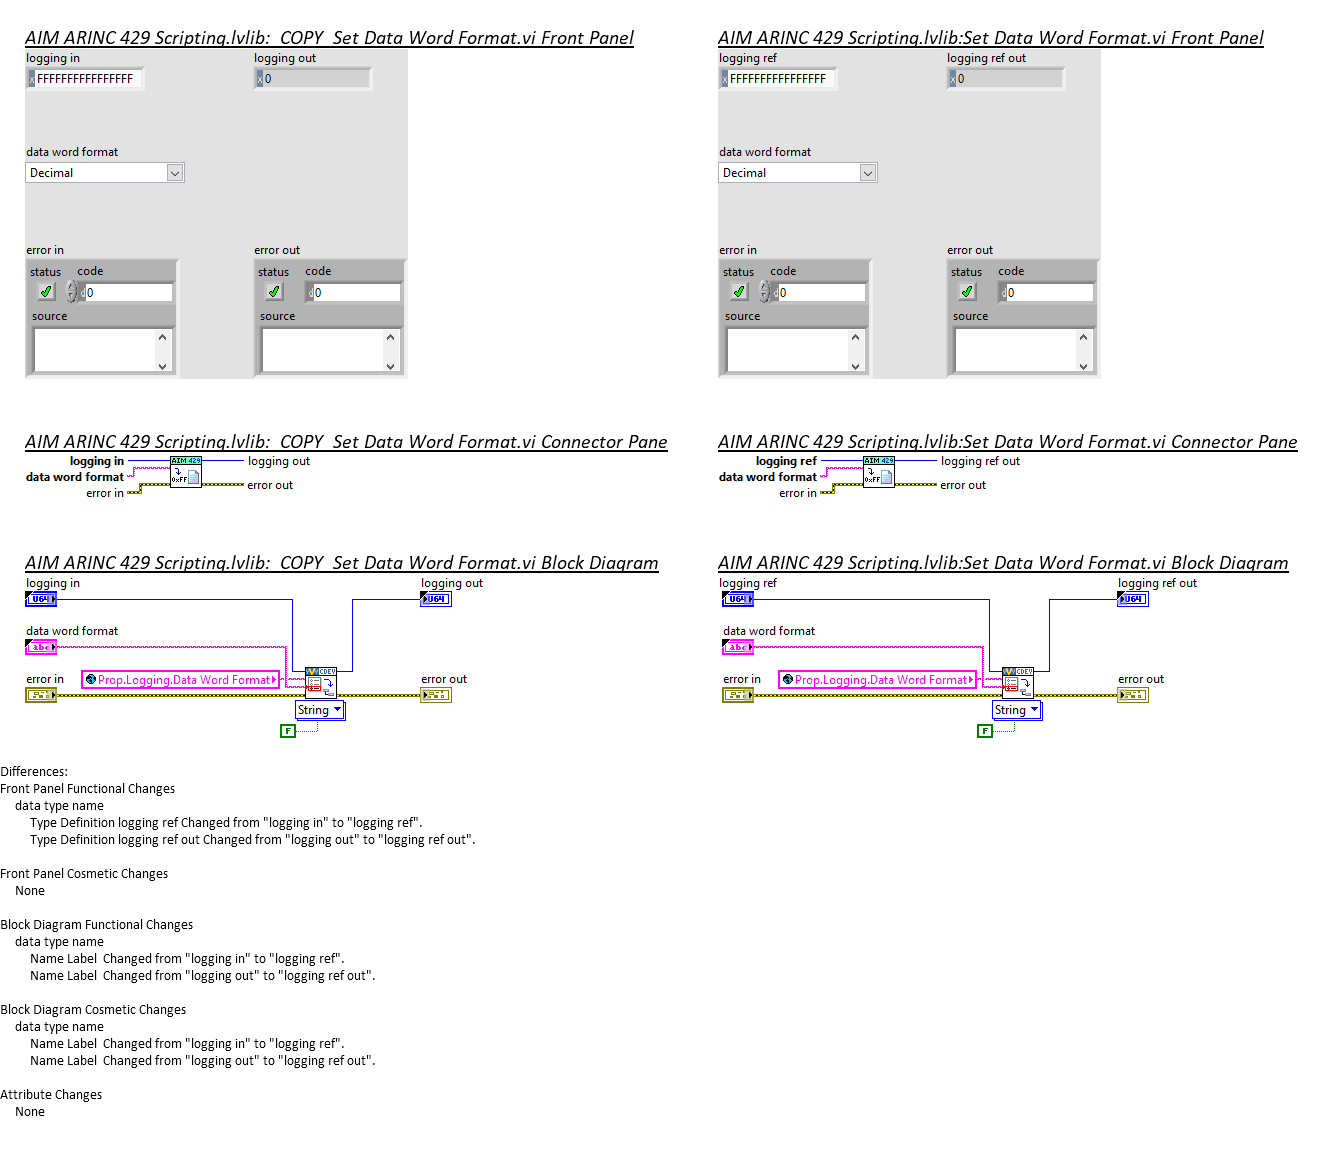 AIM ARINC 429 Scripting.lvlib:_COPY_Set Data Word Format.vi Front Panel
logging in
logging out
x FFFFFFFFFFFFFFFF
x 0
data word format
Decimal
error in
error out
status code
status code
d 0
d 0
source
source
AIM ARINC 429 Scripting.lvlib:Set Data Word Format.vi Front Panel
logging ref
logging ref out
x FFFFFFFFFFFFFFFF
x 0
data word format
Decimal
error in
error out
status code
status code
d 0
d 0
source
source
AIM ARINC 429 Scripting.lvlib:_COPY_Set Data Word Format.vi Connector Pane
logging in
AIM 429
logging out
data word format
0xFF
error in
error out
AIM ARINC 429 Scripting.lvlib:Set Data Word Format.vi Connector Pane
logging ref
AIM 429
logging ref out
data word format
0xFF
error in
error out
AIM ARINC 429 Scripting.lvlib:_COPY_Set Data Word Format.vi Block Diagram
logging in
logging out
U64
U64
data word format
abc
error in
Prop.Logging.Data Word Format
CDEV
error out
String
F
AIM ARINC 429 Scripting.lvlib:Set Data Word Format.vi Block Diagram
logging ref
logging ref out
U64
U64
data word format
abc
error in
Prop.Logging.Data Word Format
CDEV
error out
String
F
Differences:
Front Panel Functional Changes
data type name
Type Definition logging ref Changed from "logging in" to "logging ref".
Type Definition logging ref out Changed from "logging out" to "logging ref out".
Front Panel Cosmetic Changes
None
Block Diagram Functional Changes
data type name
Name Label  Changed from "logging in" to "logging ref".
Name Label  Changed from "logging out" to "logging ref out".
Block Diagram Cosmetic Changes
data type name
Name Label  Changed from "logging in" to "logging ref".
Name Label  Changed from "logging out" to "logging ref out".
Attribute Changes
None